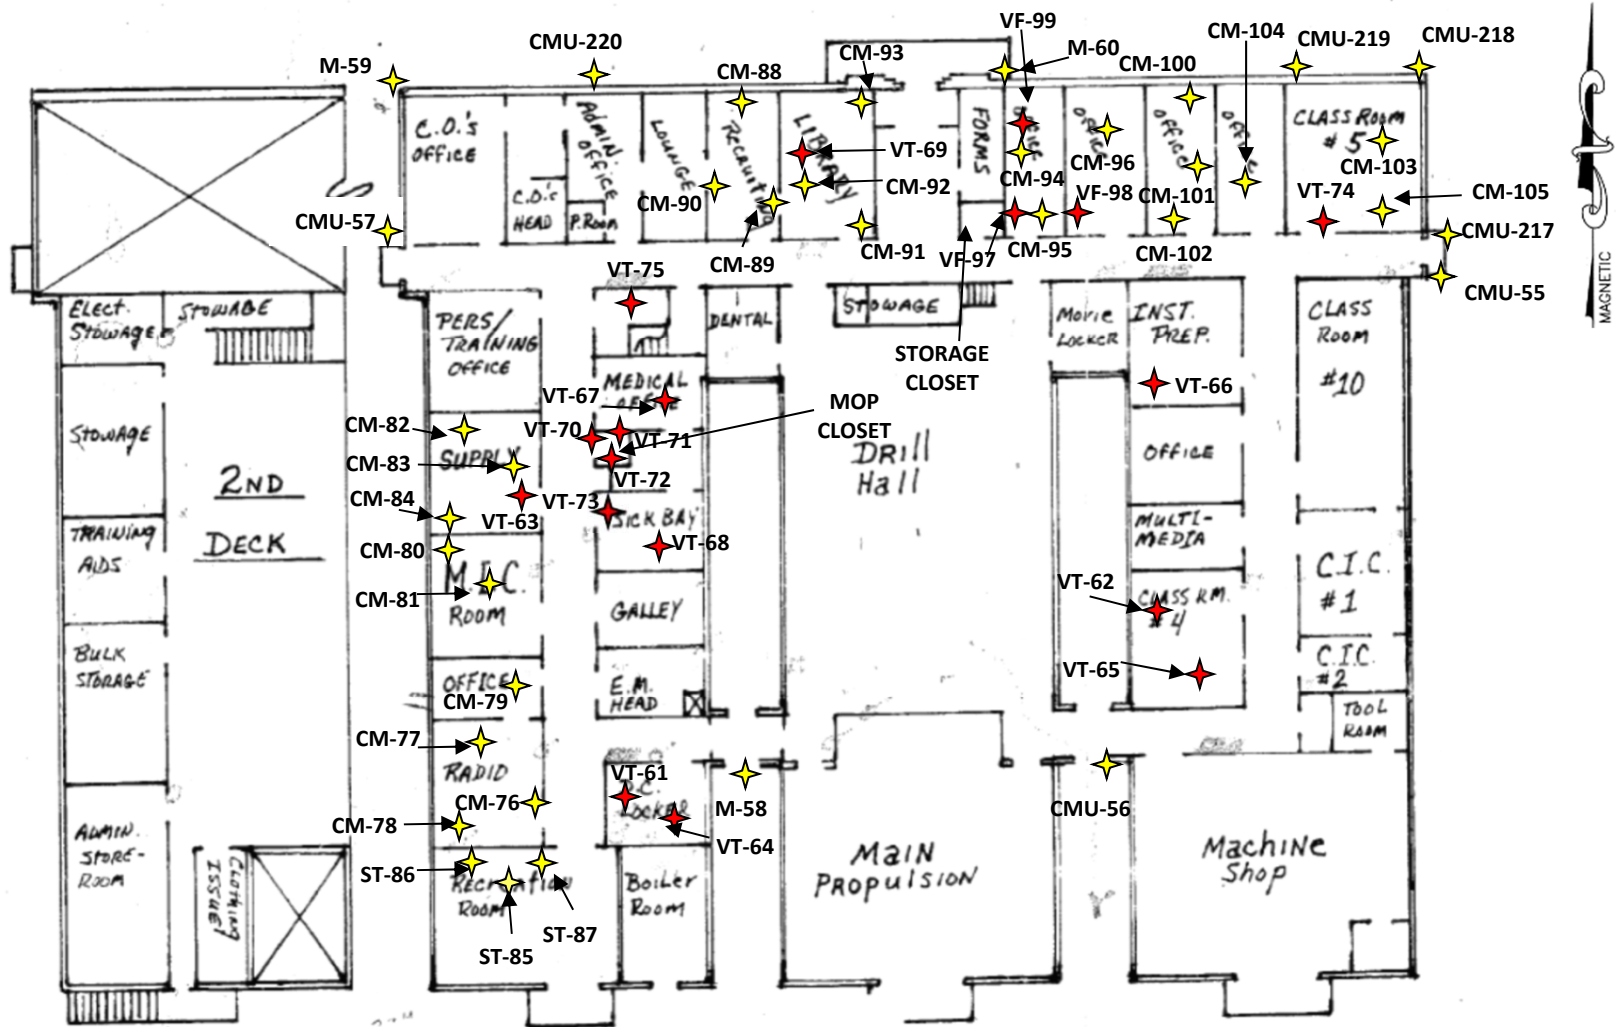 VF-99
CMU-220
M-60
CM-104
CMU-219
CMU-218
M-59
CM-88
CM-93
CM-100
C.O.'s
OFFICE
ADMIN.
OFFICE
LOUNGE
RECRUITING
LIBRARY
FORMS
OFFICE
OFFICE
OFFICE
OFFICE
CLASS ROOM
# 5
VT-69
CM-96
CM-103
CM-90
CM-92
CM-94
VF-98
CM-101
VT-74
CM-105
C.O.'s
HEAD
P.ROOM
CMU-57
CM-91
VF-97
CM-95
CM-102
CMU-217
CM-89
VT-75
CMU-55
MAGNETIC
ELECT.
STOWAGE
STOWAGE
PERS/
TRAINING
OFFICE
DENTAL
STOWAGE
Movie
LOCKER
INST.
PREP.
CLASS
ROOM
#10
STORAGE
CLOSET
MEDICAL
OFFICE
VT-67
VT-66
MOP
CLOSET
CM-82
VT-70
VT-71
STOWAGE
SUPPLY
CM-83
DRILL
HALL
OFFICE
2ND
DECK
VT-72
CM-84
VT-63
VT-73
SICK BAY
TRAINING
AIDS
MULTI-
MEDIA
CM-80
VT-68
M.I.C.
ROOM
CM-81
VT-62
CLASS RM.
# 4
C.I.C.
#1
GALLEY
BULK
STORAGE
OFFICE
CM-79
E.M.
HEAD
VT-65
C.I.C.
#2
TOOL
ROOM
CM-77
RADIO
VT-61
D.C.
LOCKER
CM-76
M-58
CMU-56
CM-78
VT-64
ADMIN.
STORE-
ROOM
CLOTHING
ISSUE
ST-86
RECREATION
ROOM
Boiler
Room
MAIN
PROPULSION
MACHINE
SHOP
ST-87
ST-85